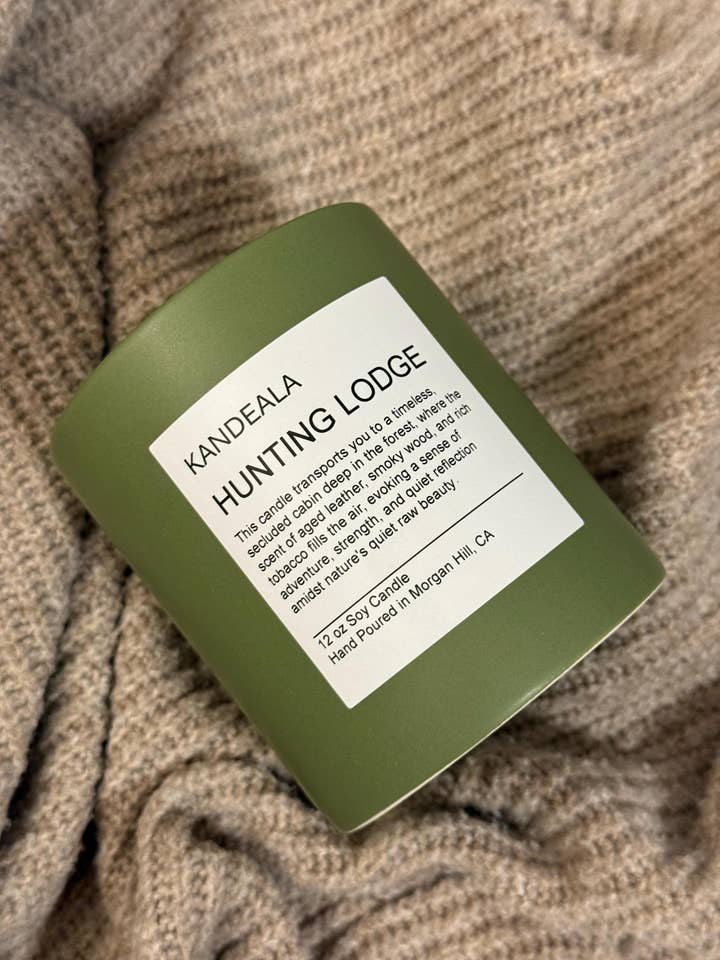 KANDEALA
HUNTING LODGE
This candle transports you to a timeless,
secluded cabin deep in the forest, where the
scent of aged leather, smoky wood, and rich
tobacco fills the air, evoking a sense of
adventure, strength, and quiet reflection
amidst nature's quiet raw beauty.
12 oz Soy Candle
Hand Poured in Morgan Hill, CA